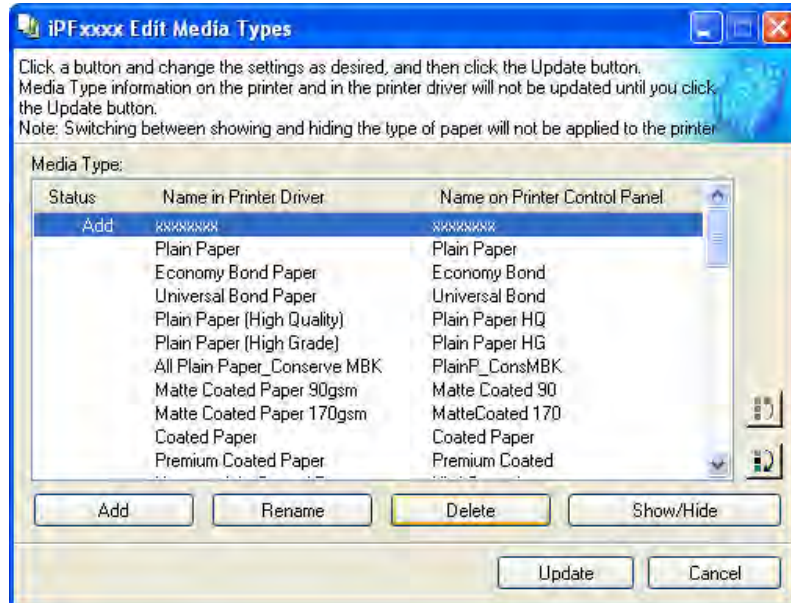 iPFxxxx Edit Media Types
Click a button and change the settings as desired, and then click the Update button.
Media Type information on the printer and in the printer driver will not be updated until you click
the Update button.
Note: Switching between showing and hiding the type of paper will not be applied to the printer
Media Type:
Status Name in Printer Driver Name on Printer Control Panel
Add xxxxxxxx xxxxxxxx
Plain Paper Plain Paper
Economy Bond Paper Economy Bond
Universal Bond Paper Universal Bond
Plain Paper (High Quality) Plain Paper HQ
Plain Paper (High Grade) Plain Paper HG
All Plain Paper_Conserve MBK PlainP_ConsMBK
Matte Coated Paper 90gsm Matte Coated 90
Matte Coated Paper 170gsm MatteCoated 170
Coated Paper Coated Paper
Premium Coated Paper Premium Coated
Add Rename Delete Show/Hide
Update Cancel